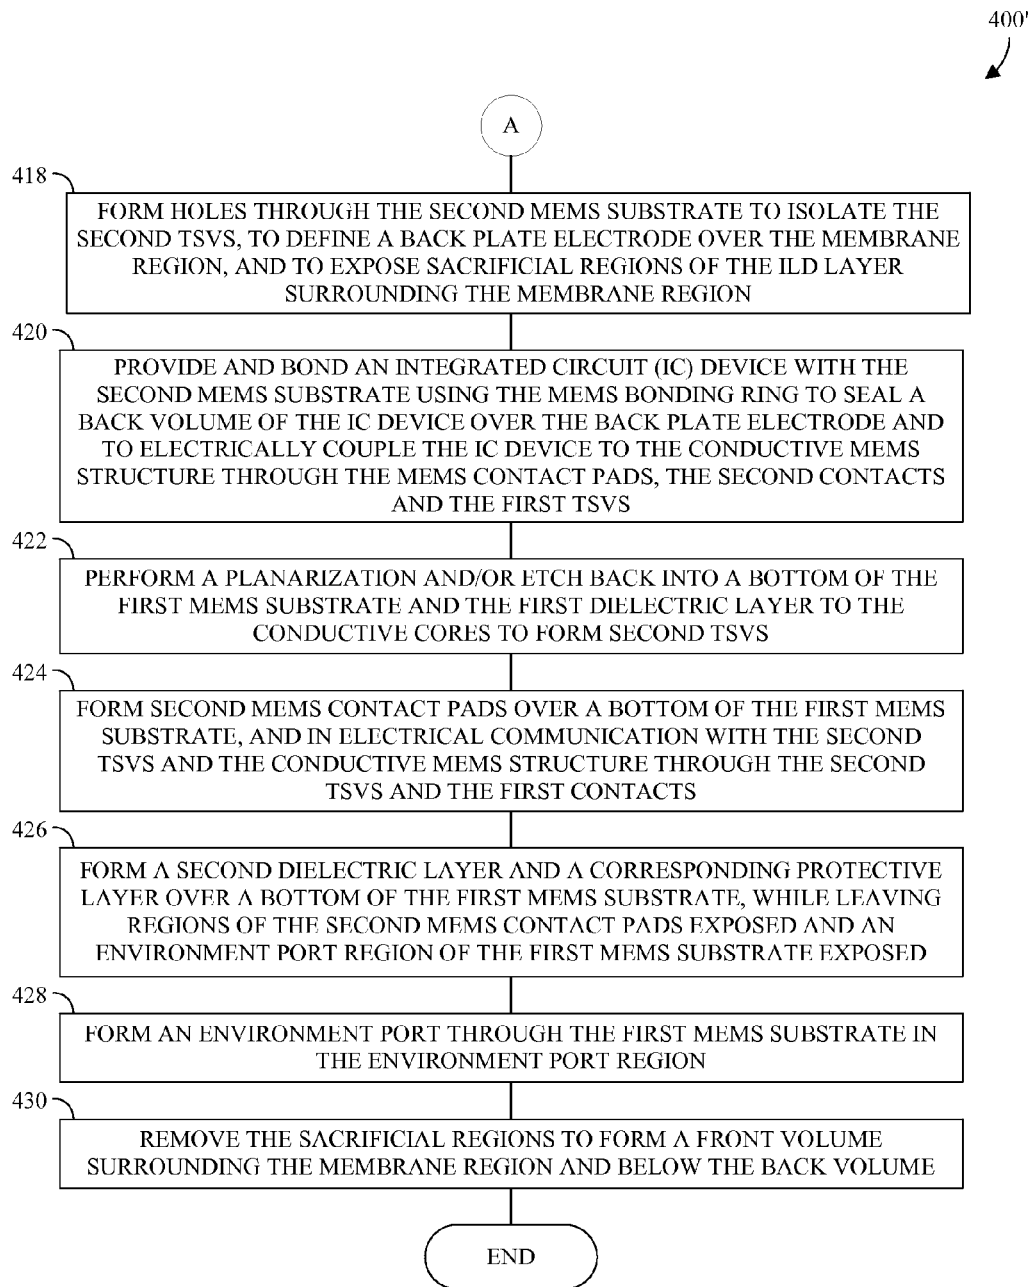 400'
A
418
FORM HOLES THROUGH THE SECOND MEMS SUBSTRATE TO ISOLATE THE
SECOND TSVS, TO DEFINE A BACK PLATE ELECTRODE OVER THE MEMBRANE
REGION, AND TO EXPOSE SACRIFICIAL REGIONS OF THE ILD LAYER
SURROUNDING THE MEMBRANE REGION
420
PROVIDE AND BOND AN INTEGRATED CIRCUIT (IC) DEVICE WITH THE
SECOND MEMS SUBSTRATE USING THE MEMS BONDING RING TO SEAL A
BACK VOLUME OF THE IC DEVICE OVER THE BACK PLATE ELECTRODE AND
TO ELECTRICALLY COUPLE THE IC DEVICE TO THE CONDUCTIVE MEMS
STRUCTURE THROUGH THE MEMS CONTACT PADS, THE SECOND CONTACTS
AND THE FIRST TSVS
422
PERFORM A PLANARIZATION AND/OR ETCH BACK INTO A BOTTOM OF THE
FIRST MEMS SUBSTRATE AND THE FIRST DIELECTRIC LAYER TO THE
CONDUCTIVE CORES TO FORM SECOND TSVS
424
FORM SECOND MEMS CONTACT PADS OVER A BOTTOM OF THE FIRST MEMS
SUBSTRATE, AND IN ELECTRICAL COMMUNICATION WITH THE SECOND
TSVS AND THE CONDUCTIVE MEMS STRUCTURE THROUGH THE SECOND
TSVS AND THE FIRST CONTACTS
426
FORM A SECOND DIELECTRIC LAYER AND A CORRESPONDING PROTECTIVE
LAYER OVER A BOTTOM OF THE FIRST MEMS SUBSTRATE, WHILE LEAVING
REGIONS OF THE SECOND MEMS CONTACT PADS EXPOSED AND AN
ENVIRONMENT PORT REGION OF THE FIRST MEMS SUBSTRATE EXPOSED
428
FORM AN ENVIRONMENT PORT THROUGH THE FIRST MEMS SUBSTRATE IN
THE ENVIRONMENT PORT REGION
430
REMOVE THE SACRIFICIAL REGIONS TO FORM A FRONT VOLUME
SURROUNDING THE MEMBRANE REGION AND BELOW THE BACK VOLUME
END